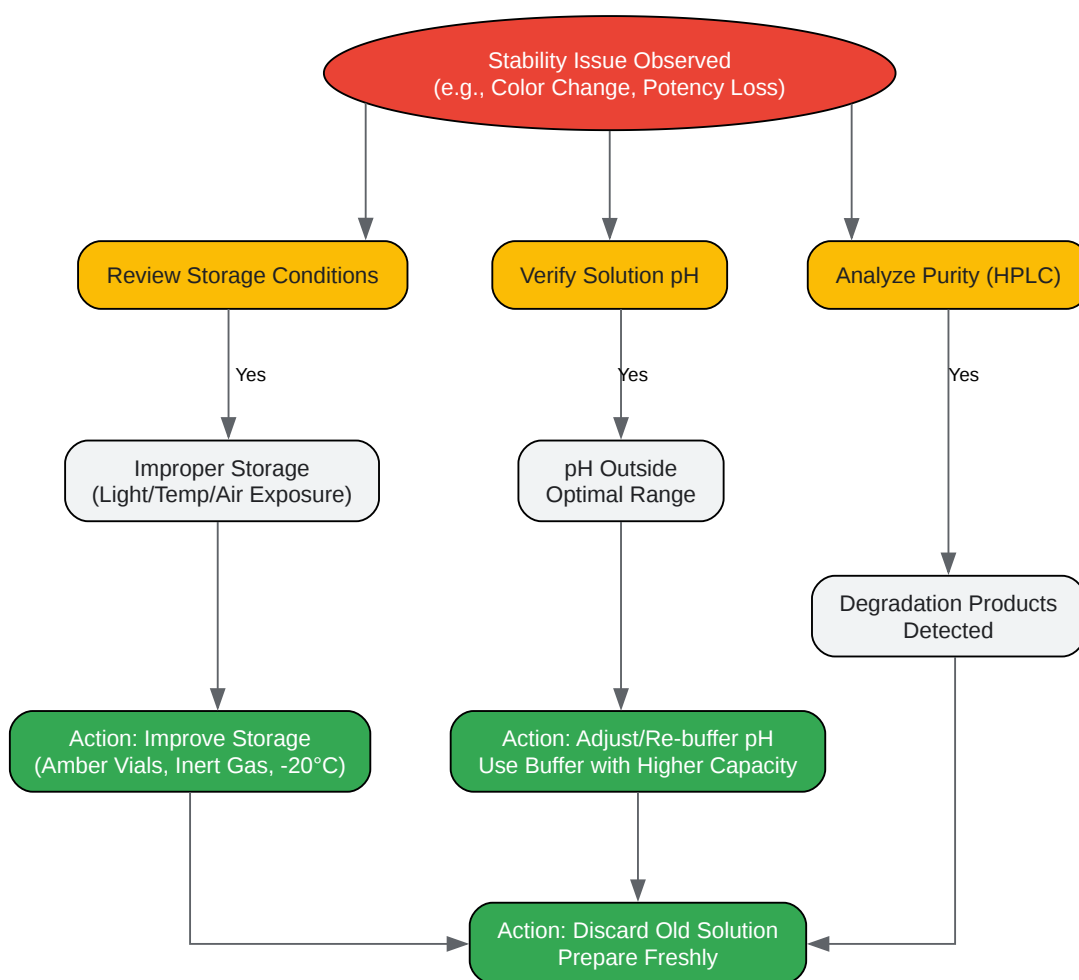 Stability Issue Observed
(e.g., Color Change, Potency Loss)
Review Storage Conditions
Verify Solution pH
Analyze Purity (HPLC)
Yes
Yes
Yes
Improper Storage
(Light/Temp/Air Exposure)
pH Outside
Optimal Range
Degradation Products
Detected
Action: Improve Storage
(Amber Vials, Inert Gas, -20°C)
Action: Adjust/Re-buffer pH
Use Buffer with Higher Capacity
Action: Discard Old Solution
Prepare Freshly